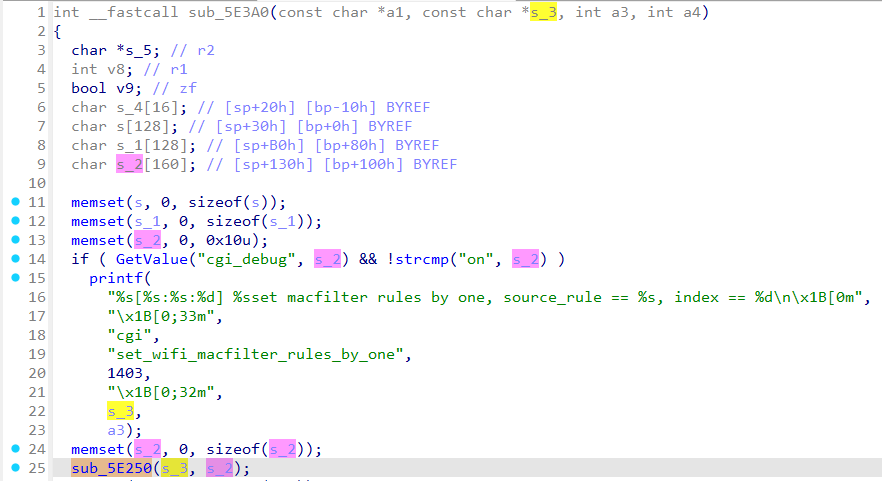 1 int __fastcall sub_5E3A0(const char *a1, const char *s_3, int a3, int a4)
2 {
3 char *s_5; // r2
4 int v8; // r1
5 bool v9; // zf
6 char s_4[16]; // [sp+20h] [bp-10h] BYREF
7 char s[128]; // [sp+30h] [bp+0h] BYREF
8 char s_1[128]; // [sp+B0h] [bp+80h] BYREF
9 char s_2[160]; // [sp+130h] [bp+100h] BYREF
10
11 memset(s, 0, sizeof(s));
12 memset(s_1, 0, sizeof(s_1));
13 memset(s_2, 0, 0x10u);
14 if ( GetValue("cgi_debug", s_2) && !strcmp("on", s_2) )
15 printf(
16 "%s[%s:%s:%d] %sset macfilter rules by one, source_rule == %s, index == %d\n\x1B[0m",
17 "\x1B[0;33m",
18 "cgi",
19 "set_wifi_macfilter_rules_by_one",
20 1403,
21 "\x1B[0;32m",
22 s_3,
23 a3);
24 memset(s_2, 0, sizeof(s_2));
25 sub_5E250(s_3, s_2);